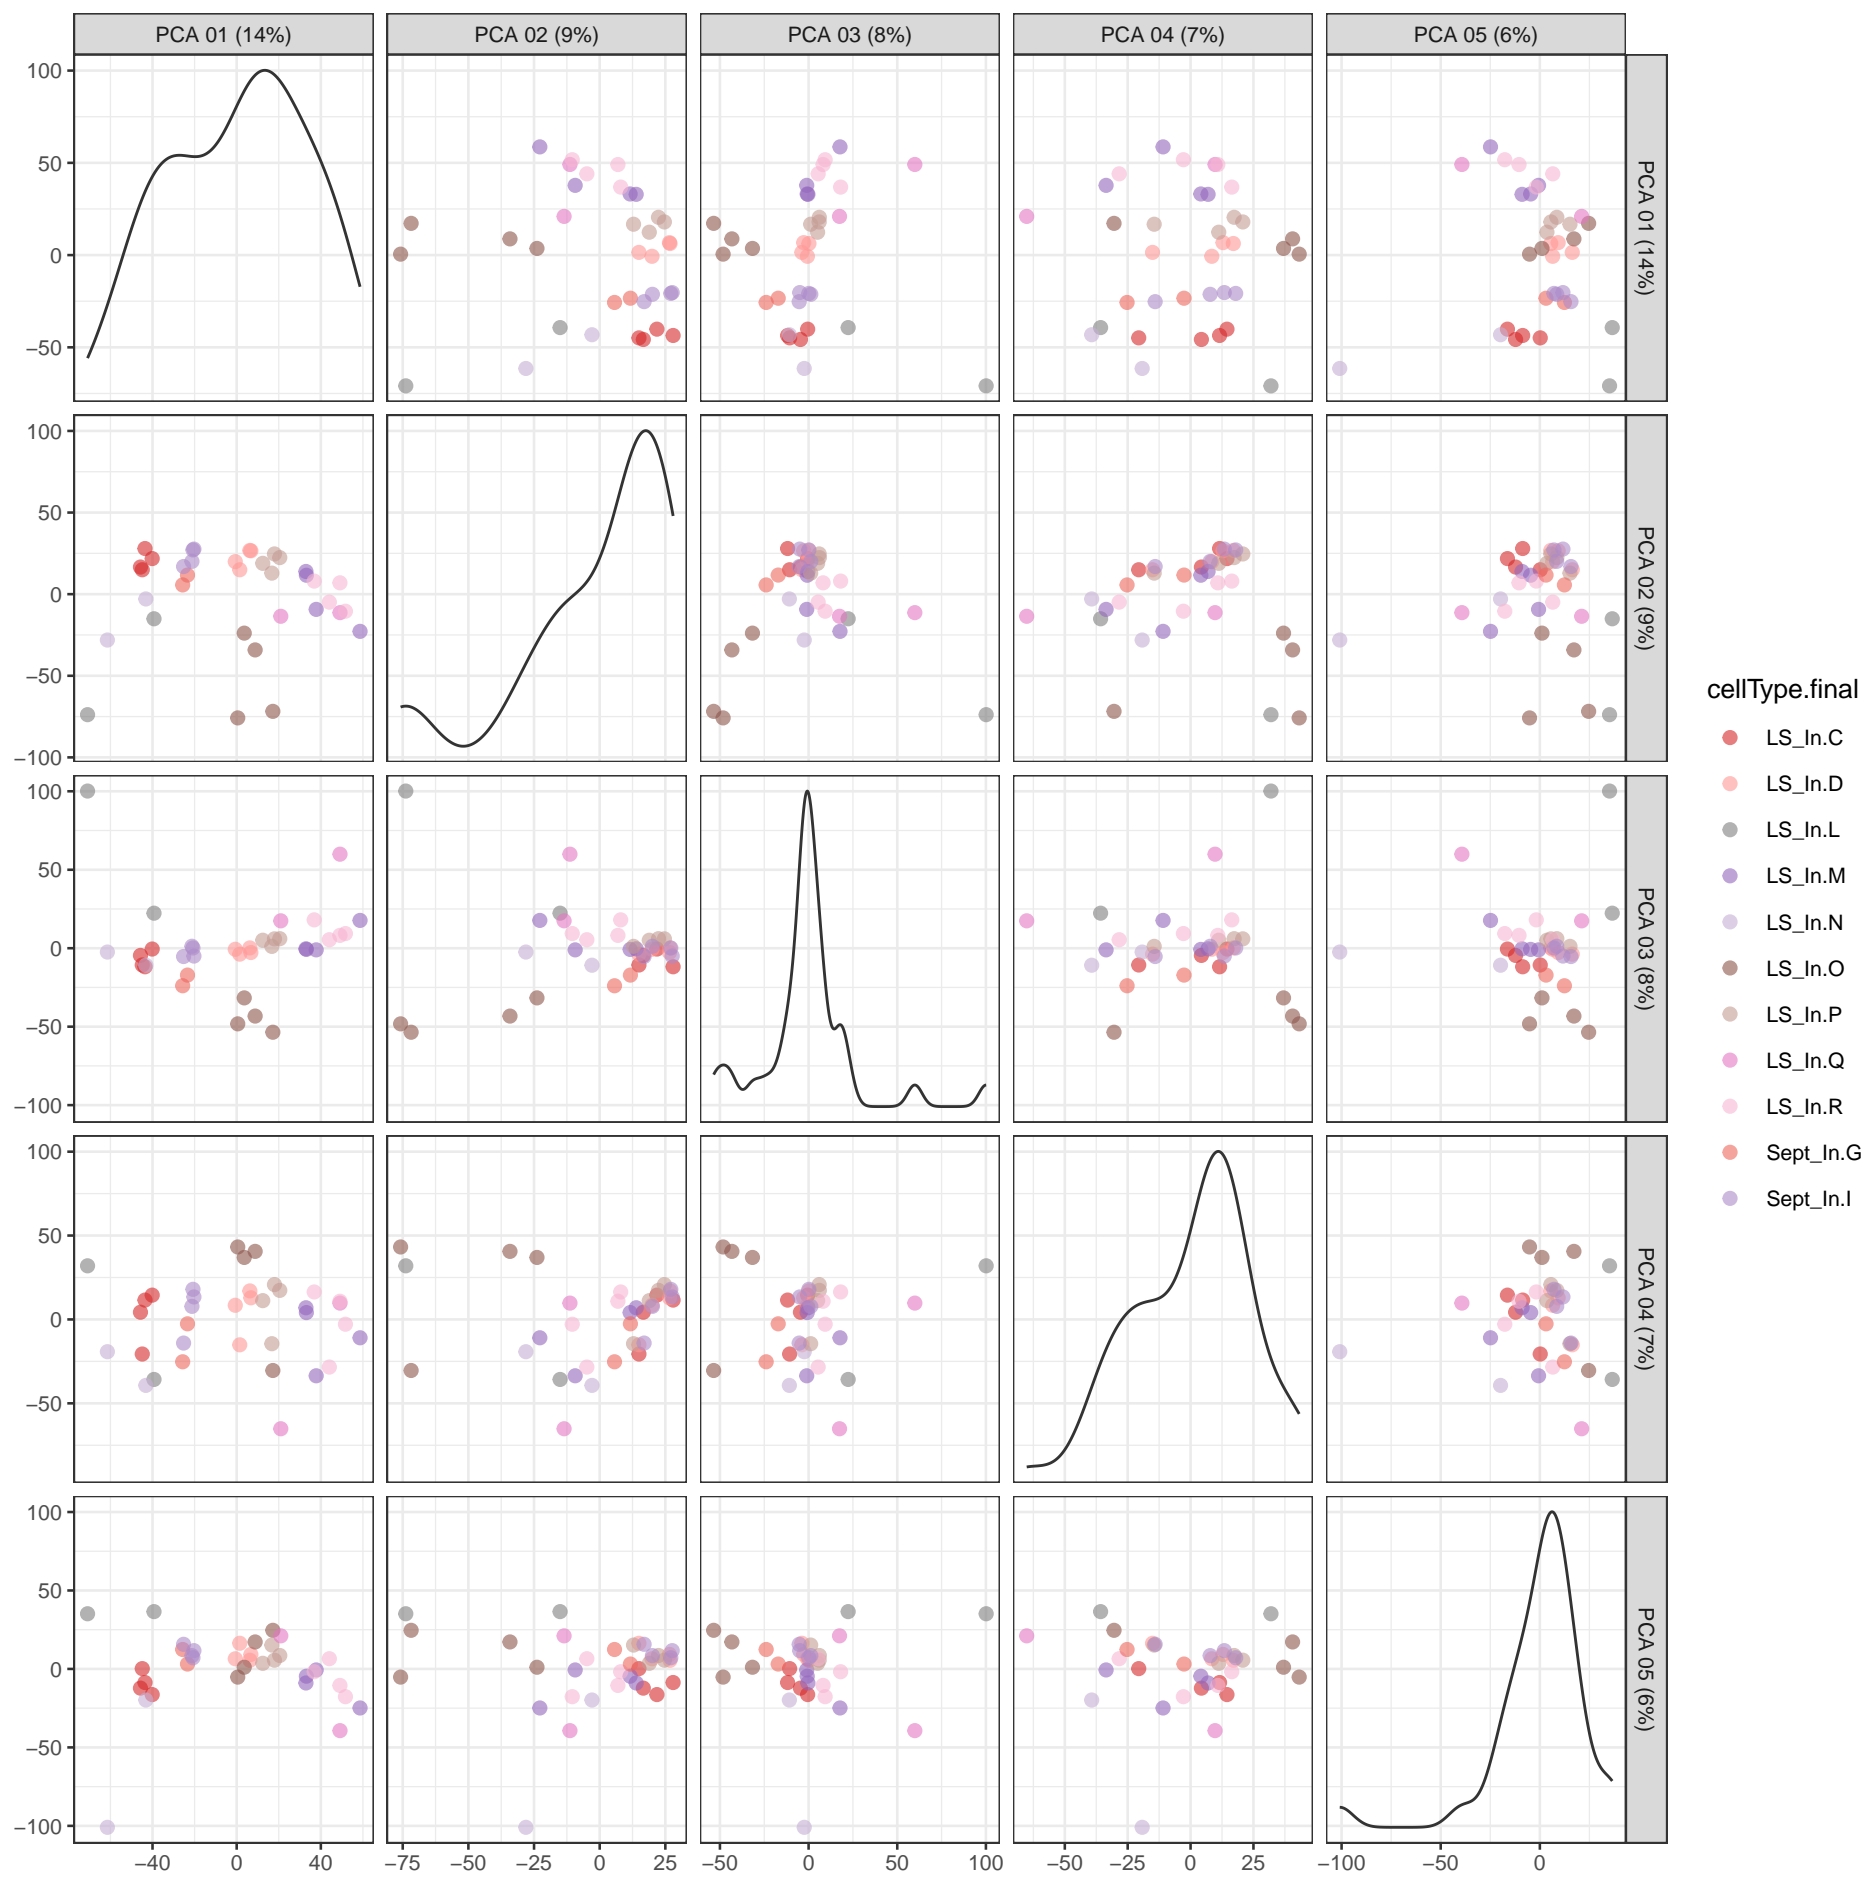 PCA 01 (14%) PCA 02 (9%) PCA 03 (8%) PCA 04 (7%) PCA 05 (6%)
100
50
0
−50
PCA 01 (14%)
100
50
0
−50
−100
PCA 02 (9%)
100
50
0
−50
−100
PCA 03 (8%)
100
50
0
−50
PCA 04 (7%)
100
50
0
−50
−100
PCA 05 (6%)
−40 0 40 −75 −50 −25 0 25 −50 0 50 100 −50 −25 0 25 −100 −50 0
cellType.final
LS_In.C
LS_In.D
LS_In.L
LS_In.M
LS_In.N
LS_In.O
LS_In.P
LS_In.Q
LS_In.R
Sept_In.G
Sept_In.I